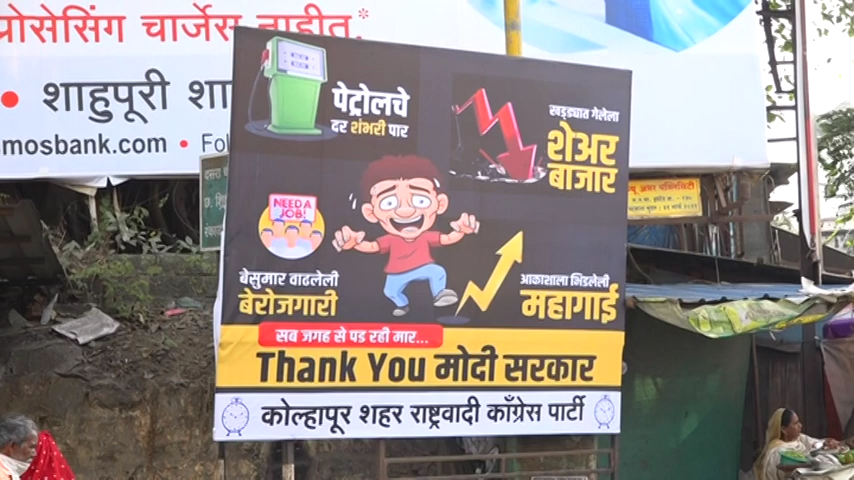 प्रोसेसिंग चार्जेस नाहीत.*
• शाहुपूरी शा
mosbank.com • Fol
पेट्रोलचे
दर शंभरी पार
खड्ड्यात गेलेला
शेअर
बाजार
NEED A
JOB!
बेसुमार वाढलेली
बेरोजगारी
आकाशाला भिडलेली
महागाई
सब जगह से पड रही मार...
Thank You मोदी सरकार
कोल्हापूर शहर राष्ट्रवादी काँग्रेस पार्टी